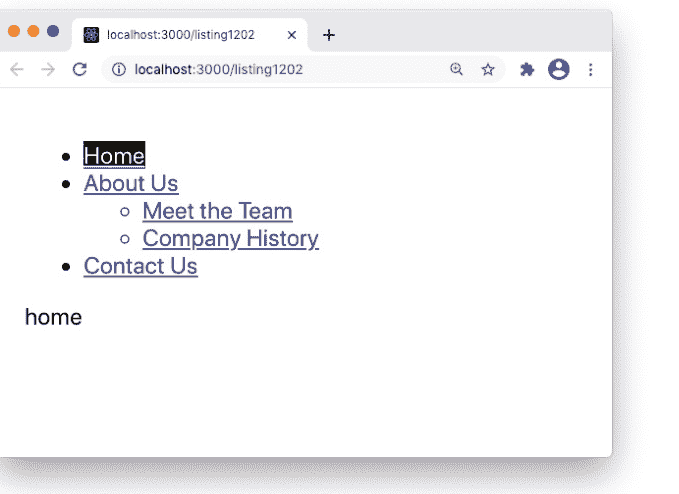 localhost:3000/listing1202
localhost:3000/listing1202
Home
About Us
Meet the Team
Company History
Contact Us
home